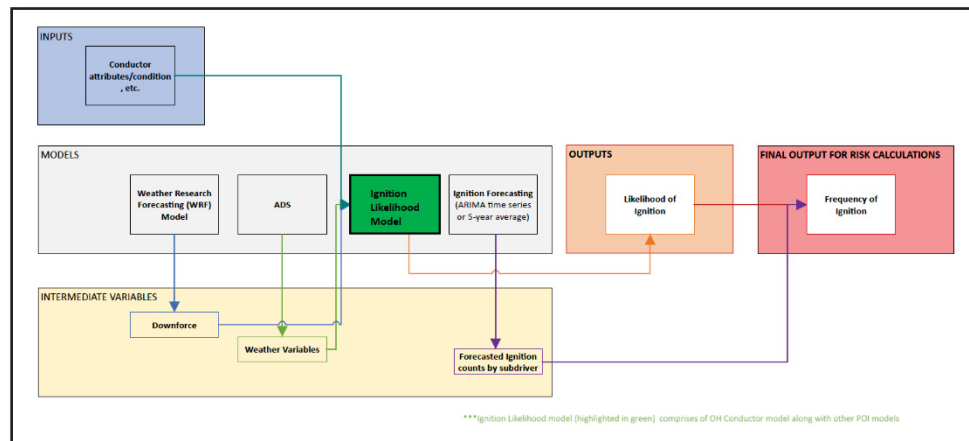 INPUTS
Conductor
attributes/condition
, etc.
MODELS
Weather Research
Forecasting (WRF)
Model
ADS
Ignition
Likelihood
Model
Ignition Forecasting
(ARIMA time series
or 5-year average)
OUTPUTS
Likelihood of
Ignition
FINAL OUTPUT FOR RISK CALCULATIONS
Frequency of
Ignition
INTERMEDIATE VARIABLES
Downforce
Weather Variables
Forecasted Ignition
counts by subdriver
***Ignition Likelihood model (highlighted in green) comprises of OH Conductor model along with other POI models